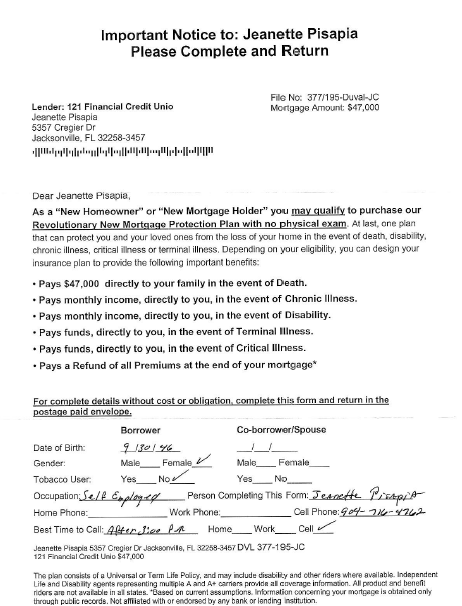 Important Notice to: Jeanette Pisapia
Please Complete and Return
File No: 377/195-Duval-JC
Mortgage Amount: $47,000
Lender: 121 Financial Credit Unio
Jeanette Pisapia
5357 Cregier Dr
Jacksonville, FL 32258-3457
Dear Jeanette Pisapia,
As a "New Homeowner" or "New Mortgage Holder" you may qualify to purchase our
Revolutionary New Mortgage Protection Plan with no physical exam. At last, one plan
that can protect you and your loved ones from the loss of your home in the event of death, disability,
chronic illness, critical illness or terminal illness. Depending on your eligibility, you can design your
insurance plan to provide the following important benefits:
• Pays $47,000 directly to your family in the event of Death.
• Pays monthly income, directly to you, in the event of Chronic Illness.
• Pays monthly income, directly to you, in the event of Disability.
• Pays funds, directly to you, in the event of Terminal Illness.
• Pays funds, directly to you, in the event of Critical Illness.
• Pays a Refund of all Premiums at the end of your mortgage*
For complete details without cost or obligation, complete this form and return in the
postage paid envelope.
Borrower Co-borrower/Spouse
Date of Birth: 9/30/46 __/__/__
Gender: Male___ Female ✓ Male___ Female___
Tobacco User: Yes___ No ✓ Yes___ No___
Occupation: Self Employed Person Completing This Form: Jeanette Pisapia
Home Phone: Work Phone: Cell Phone: 904-716-4762
Best Time to Call: After 3:00 P.M. Home___ Work___ Cell ✓
Jeanette Pisapia 5357 Cregier Dr Jacksonville, FL 32258-3457 DVL 377-195-JC
121 Financial Credit Unio $47,000
The plan consists of a Universal or Term Life Policy, and may include disability and other riders where available. Independent
Life and Disability agents representing multiple A and A+ carriers provide all coverage information. All product and benefit
riders are not available in all states. *Based on current assumptions. Information concerning your mortgage is obtained only
through public records. Not affiliated with or endorsed by any bank or lending institution.